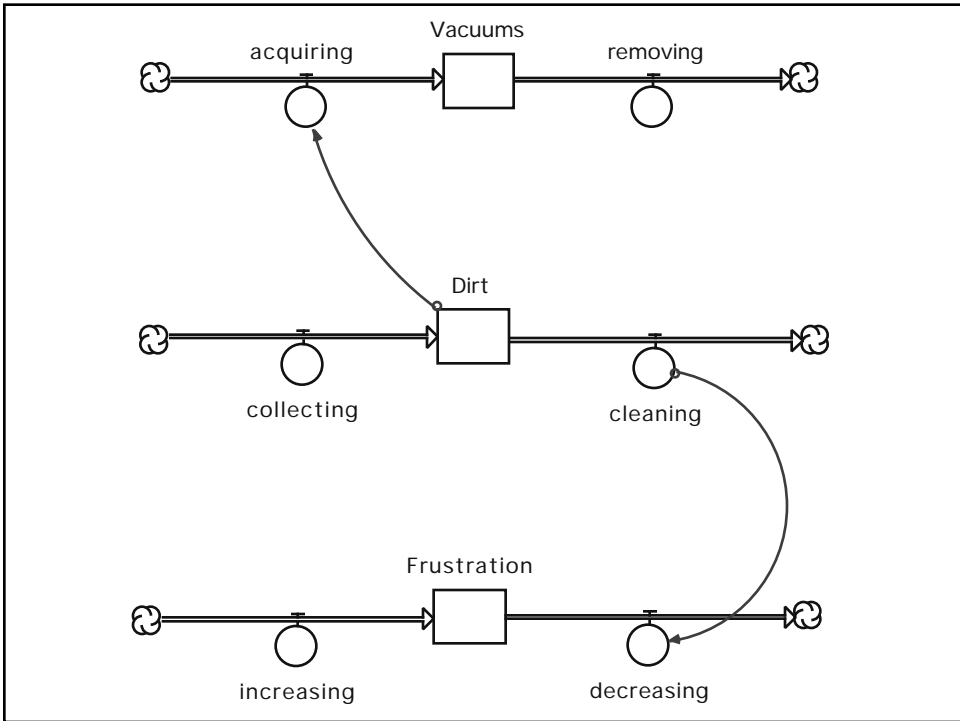 Vacuums
acquiring
removing
Dirt
collecting
cleaning
Frustration
increasing
decreasing